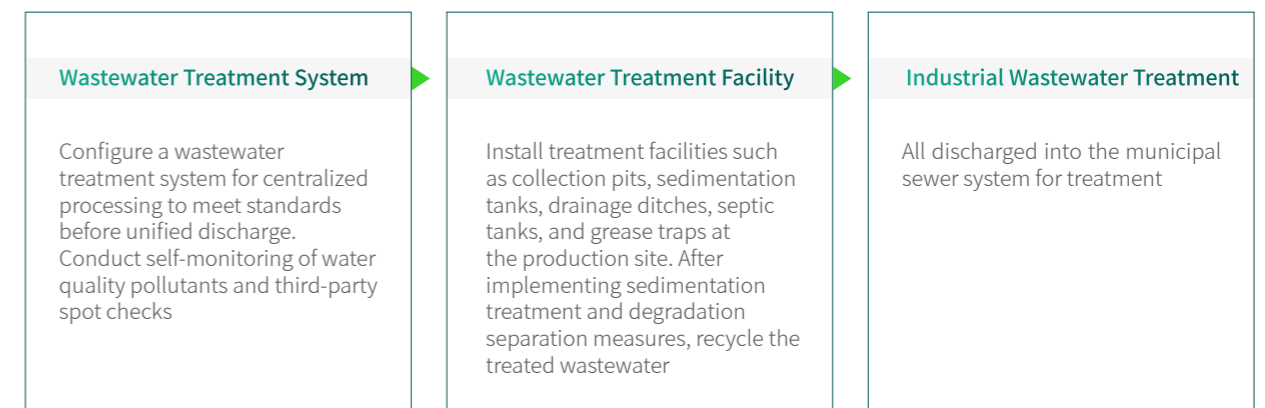 Wastewater Treatment System
Configure a wastewater
treatment system for centralized
processing to meet standards
before unified discharge.
Conduct self-monitoring of water
quality pollutants and third-party
spot checks
Wastewater Treatment Facility
Install treatment facilities such
as collection pits, sedimentation
tanks, drainage ditches, septic
tanks, and grease traps at
the production site. After
implementing sedimentation
treatment and degradation
separation measures, recycle the
treated wastewater
Industrial Wastewater Treatment
All discharged into the municipal
sewer system for treatment